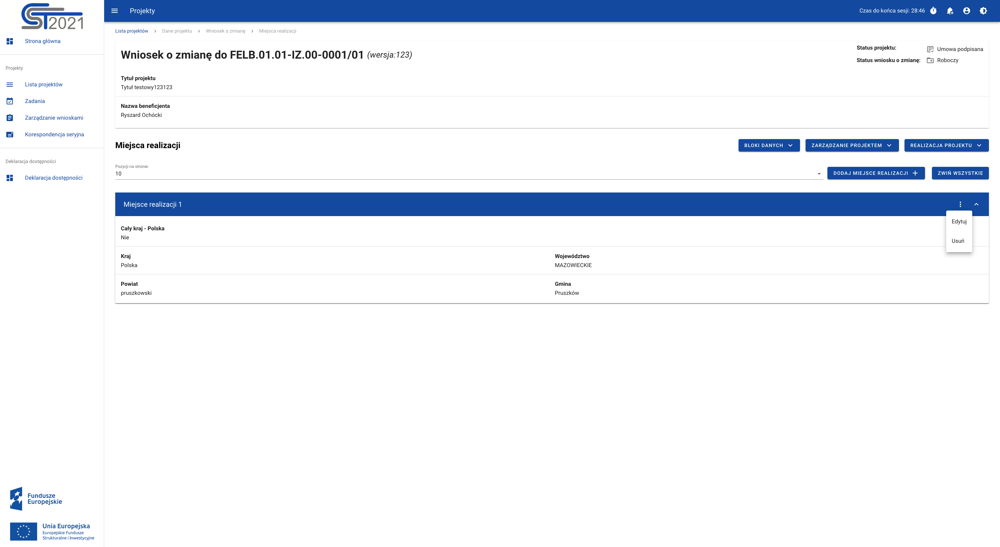 CST2021
Projekty
Czas do końca sesji: 28:46
Strona główna
Projekty
Lista projektów
Zadania
Zarządzanie wnioskami
Korespondencja seryjna
Deklaracja dostępności
Deklaracja dostępności
Fundusze
Europejskie
Unia Europejska
Europejskie Fundusze
Strukturalne i Inwestycyjne
Lista projektów > Dane projektu > Wniosek o zmianę > Miejsca realizacji
Wniosek o zmianę do FELB.01.01-IZ.00-0001/01 (wersja:123)
Status projektu: Umowa podpisana
Status wniosku o zmianę: Roboczy
Tytuł projektu
Tytuł testowy123123
Nazwa beneficjenta
Ryszard Ochócki
Miejsca realizacji
BLOKI DANYCH
ZARZĄDZANIE PROJEKTEM
REALIZACJA PROJEKTU
Pozycji na stronie:
10
DODAJ MIEJSCE REALIZACJI +
ZWIŃ WSZYSTKIE
Miejsce realizacji 1
Edytuj
Usuń
Cały kraj - Polska
Nie
Kraj
Polska
Województwo
MAZOWIECKIE
Powiat
pruszkowski
Gmina
Pruszków